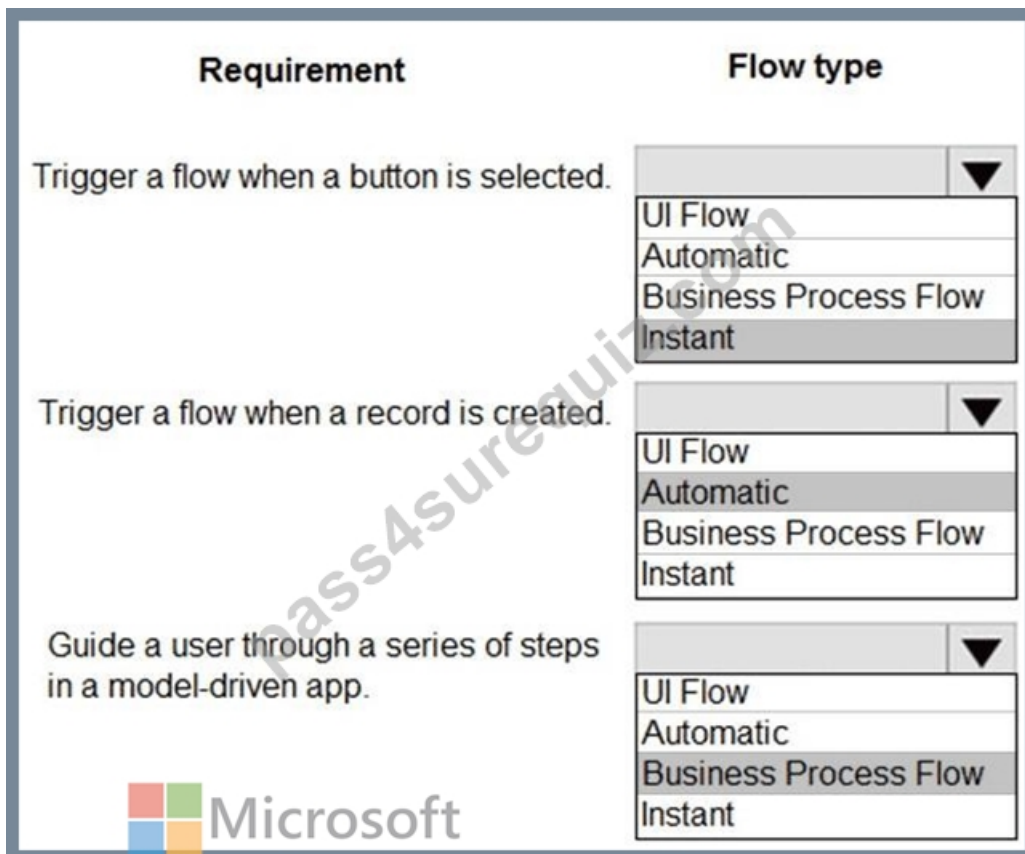 Requirement
Flow type
Trigger a flow when a button is selected.
UI Flow
Automatic
Business Process Flow
Instant
Trigger a flow when a record is created.
UI Flow
Automatic
Business Process Flow
Instant
Guide a user through a series of steps
in a model-driven app.
UI Flow
Automatic
Business Process Flow
Instant
Microsoft
pass4surequiz.com